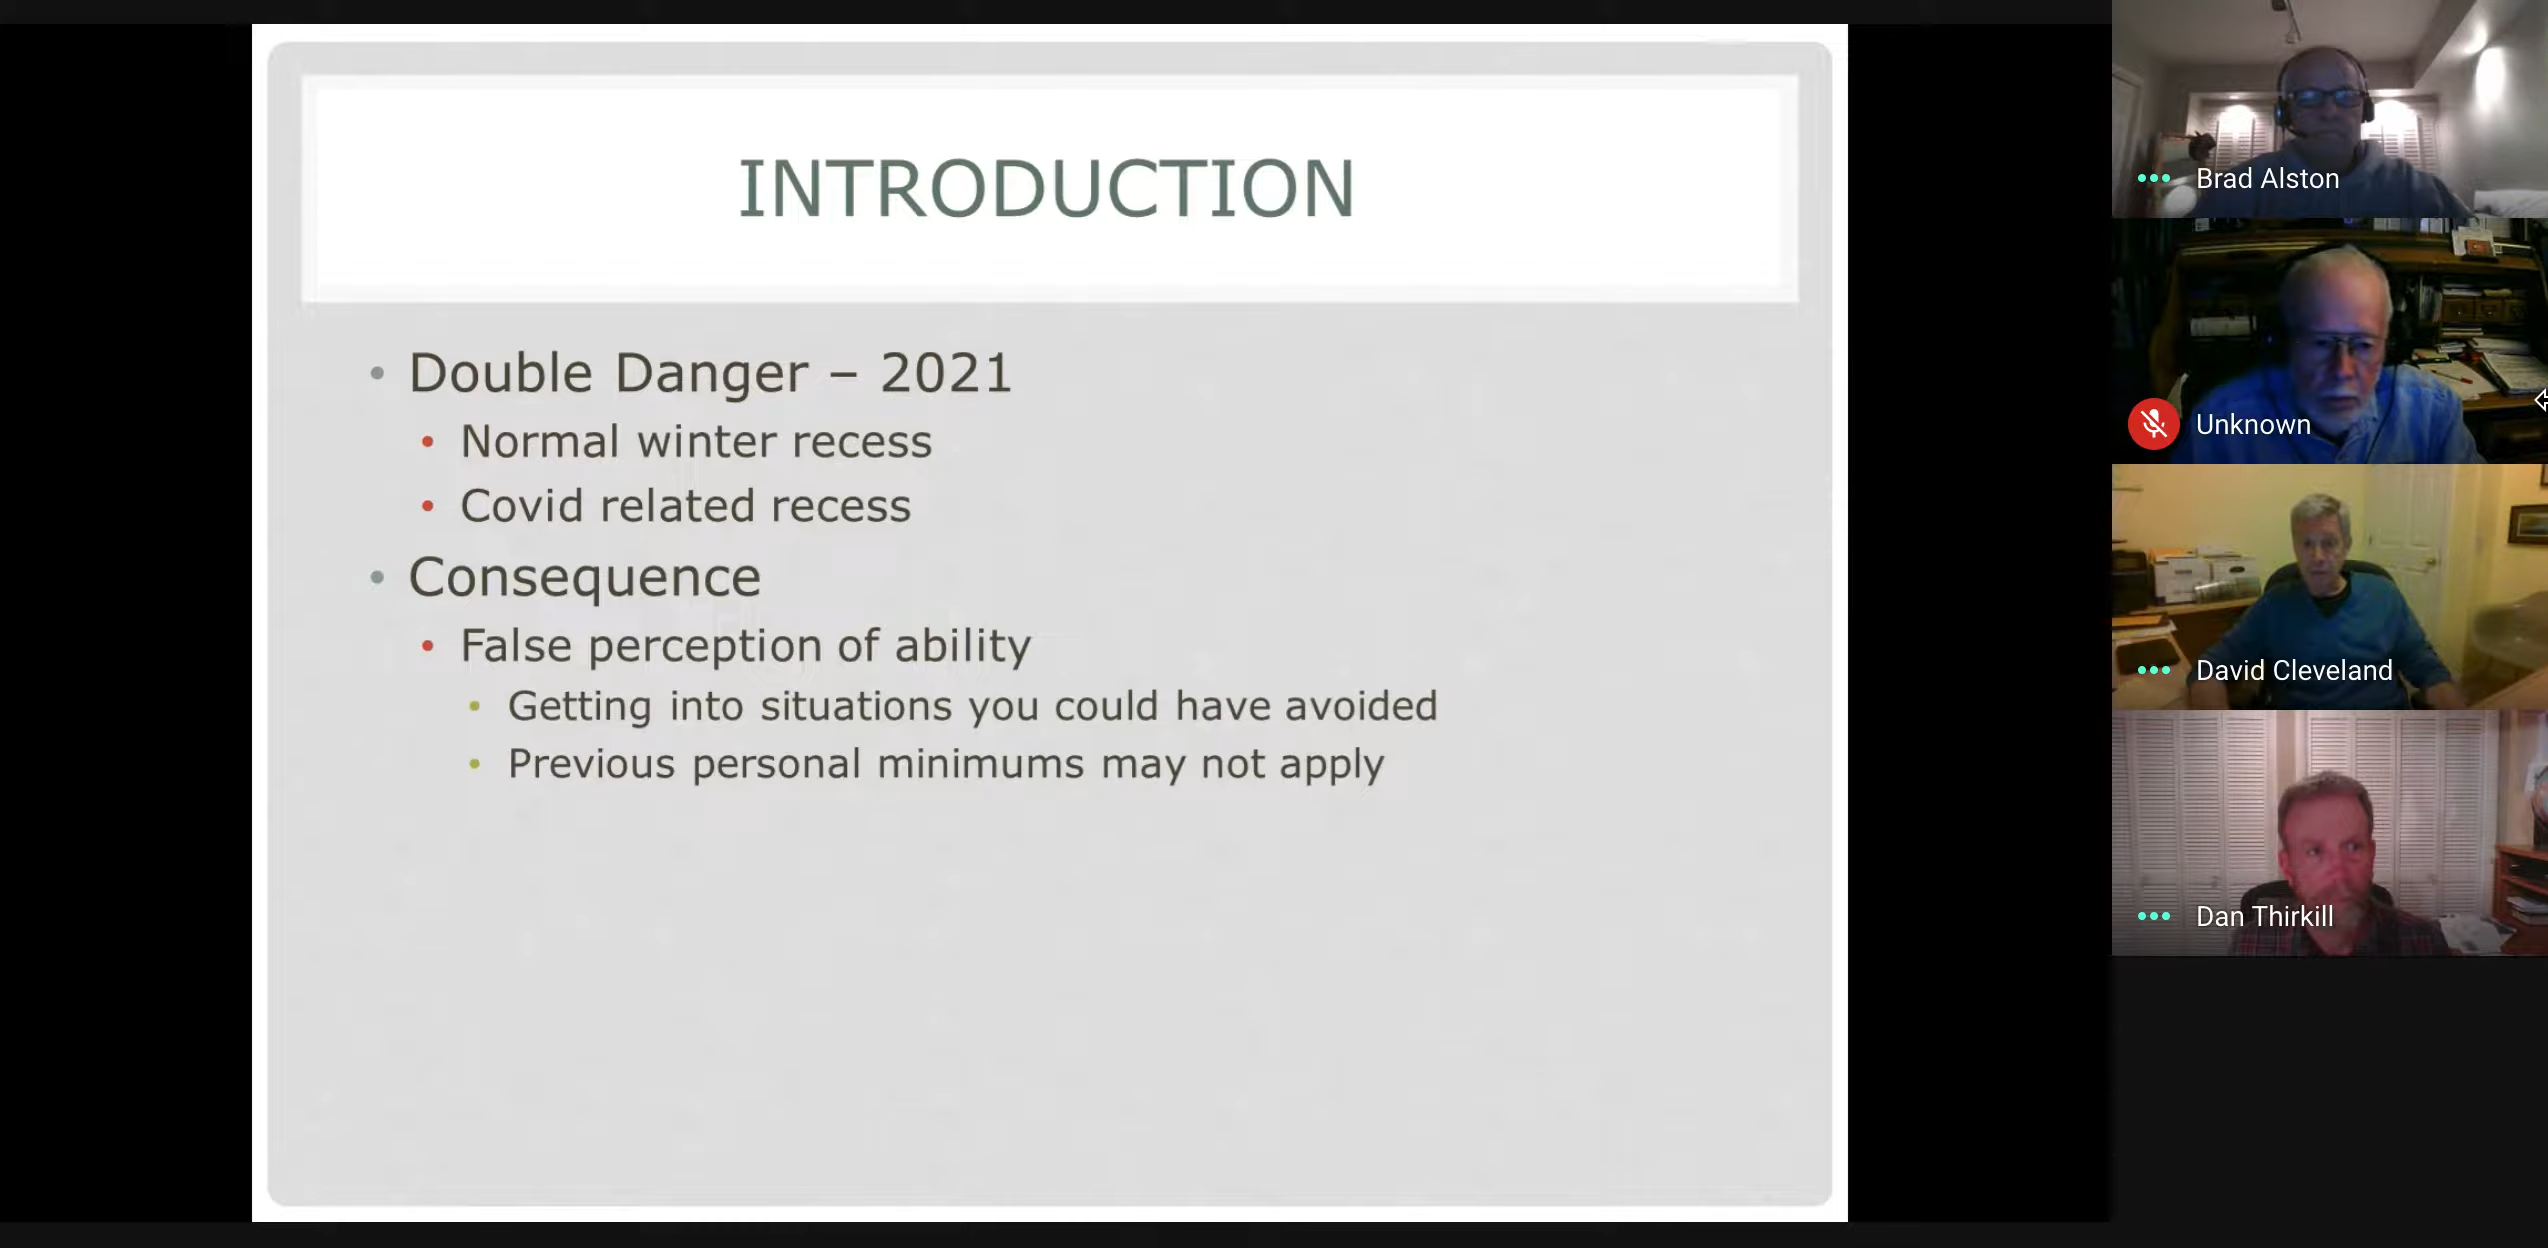 INTRODUCTION
Double Danger – 2021
Normal winter recess
Covid related recess
Consequence
False perception of ability
Getting into situations you could have avoided
Previous personal minimums may not apply
Brad Alston
Unknown
David Cleveland
Dan Thirkill